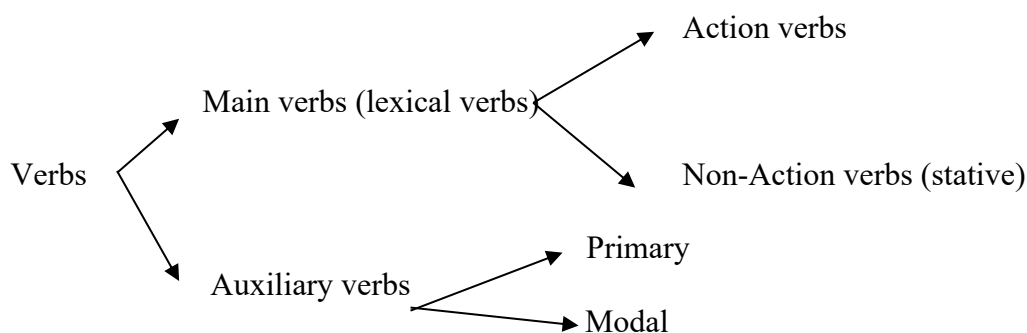 Action verbs
Main verbs (lexical verbs)
Verbs
Non-Action verbs (stative)
Primary
Auxiliary verbs
Modal